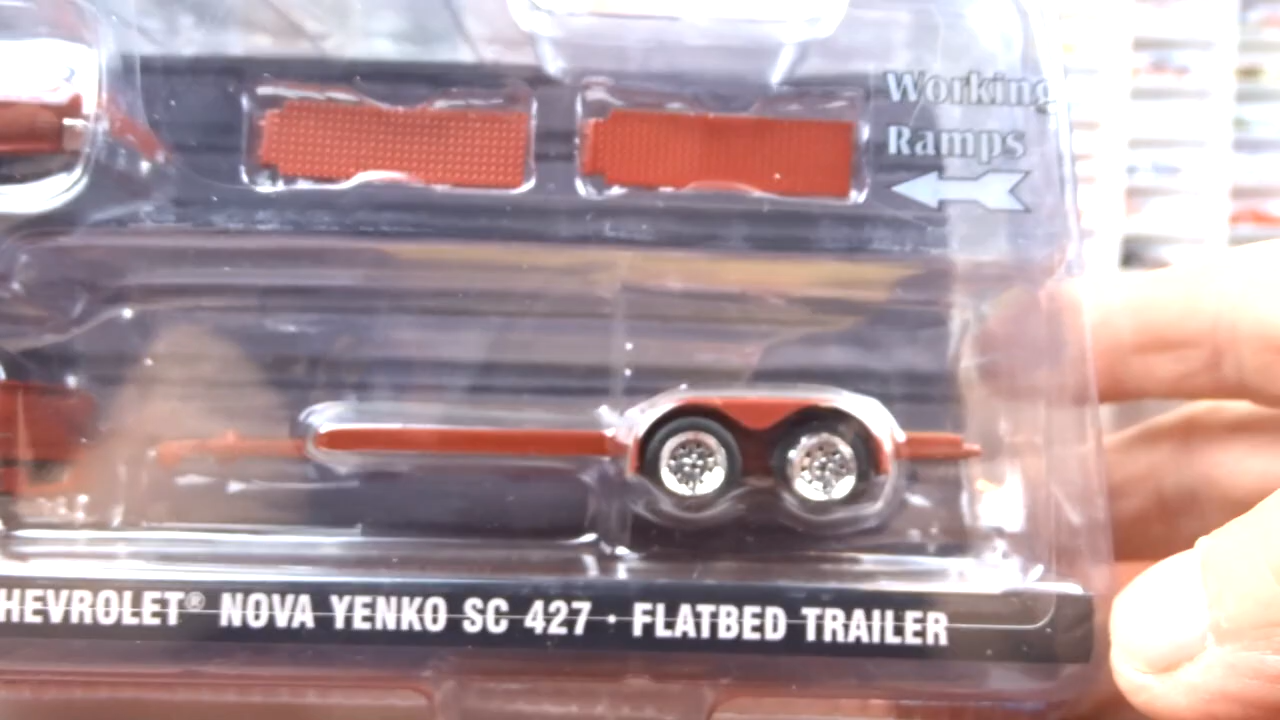 Working
Ramps
HEVROLET® NOVA YENKO SC 427 · FLATBED TRAILER